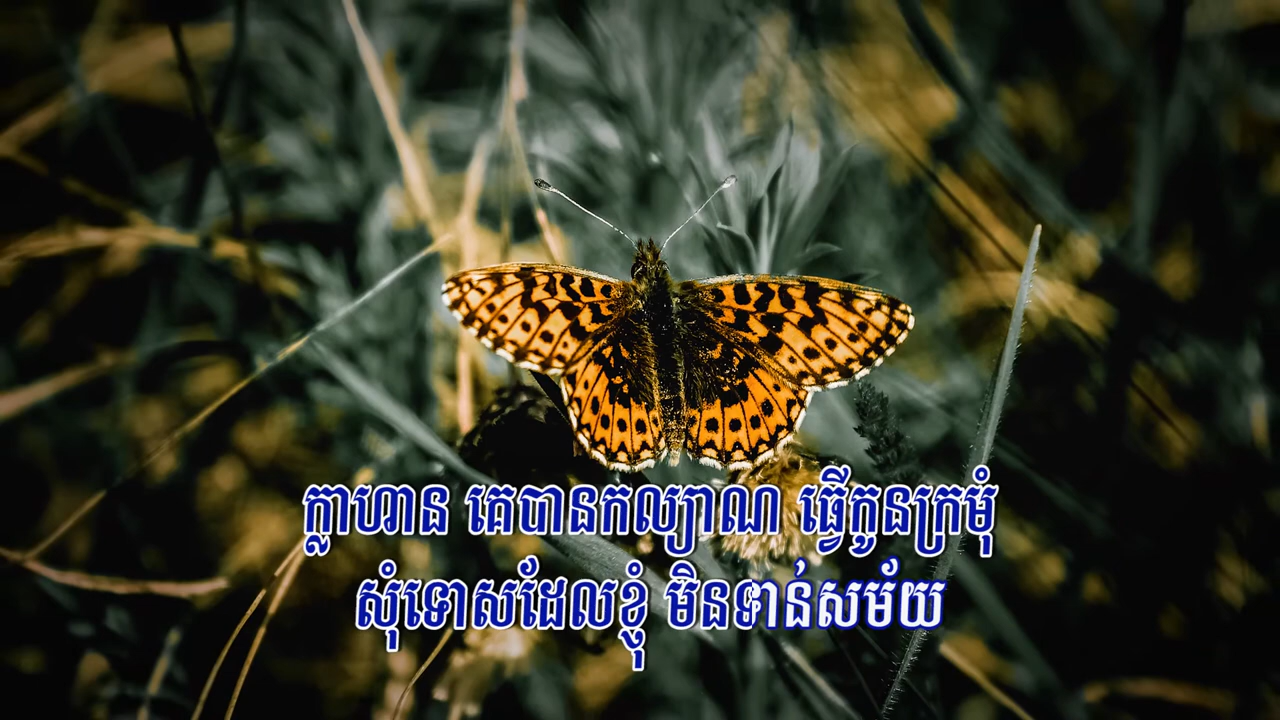 ក្លាហាន គេបានកល្យាណ ធ្វើកូនក្រមុំ
សុំទោសដែលខ្ញុំ មិនទាន់សម័យ